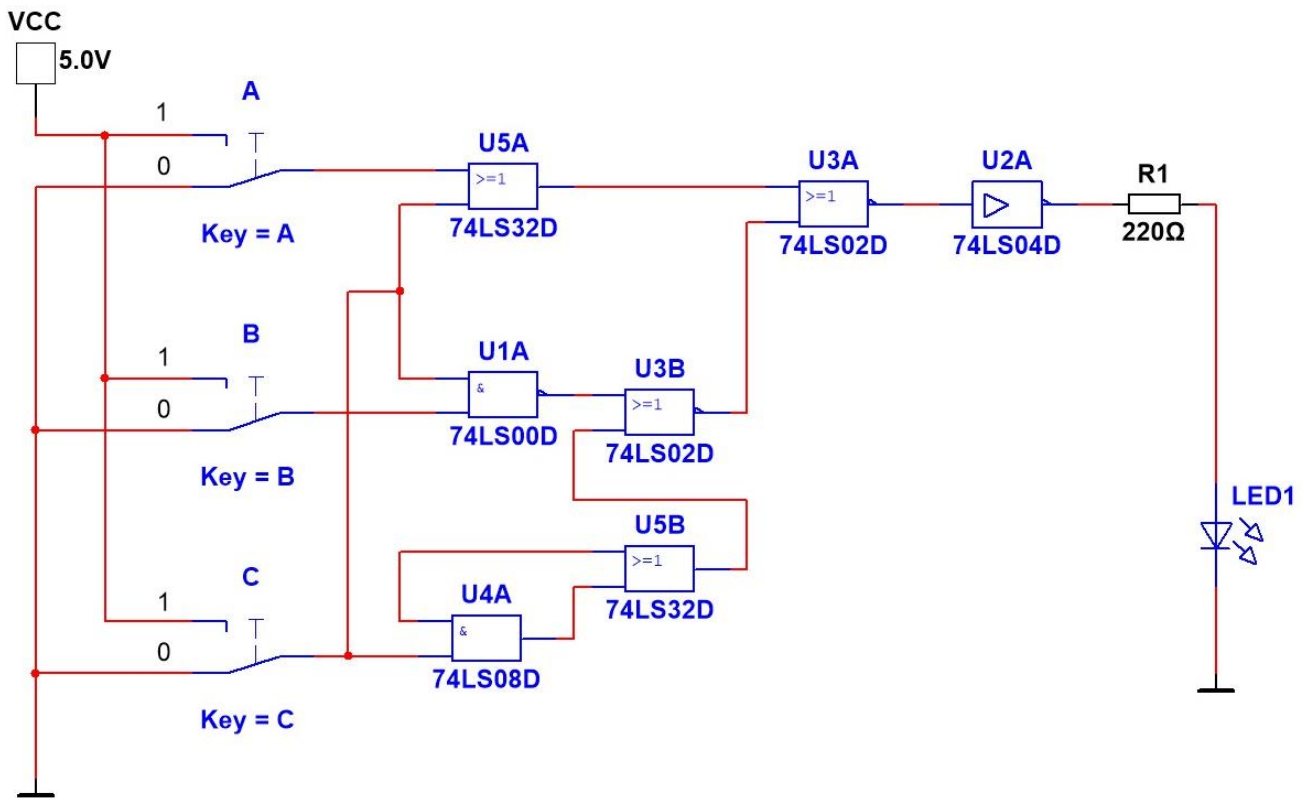 VCC
5.0V
A
1
0
Key = A
U5A
>=1
74LS32D
U3A
>=1
74LS02D
U2A
74LS04D
R1
220Ω
B
1
0
Key = B
U1A
&
74LS00D
U3B
>=1
74LS02D
LED1
C
1
0
Key = C
U4A
&
74LS08D
U5B
>=1
74LS32D